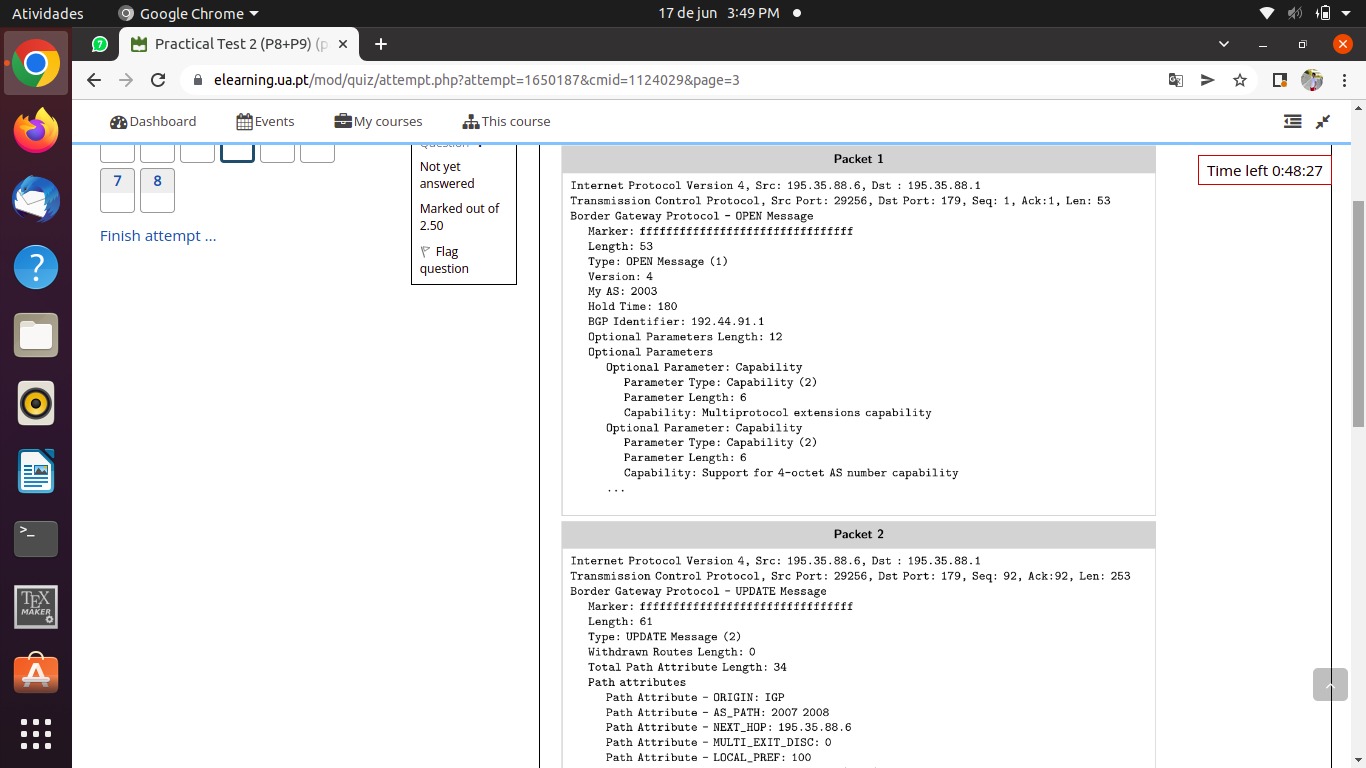 Atividades
Google Chrome
17 de jun 3:49 PM
7
Practical Test 2 (P8+P9) (p
elearning.ua.pt/mod/quiz/attempt.php?attempt=1650187&cmid=1124029&page=3
Dashboard
Events
My courses
This course
7
8
Finish attempt ...
Question
Not yet
answered
Marked out of
2.50
Flag
question
Time left 0:48:27
Packet 1
Internet Protocol Version 4, Src: 195.35.88.6, Dst : 195.35.88.1
Transmission Control Protocol, Src Port: 29256, Dst Port: 179, Seq: 1, Ack:1, Len: 53
Border Gateway Protocol - OPEN Message
Marker: ffffffffffffffffffffffffffffffff
Length: 53
Type: OPEN Message (1)
Version: 4
My AS: 2003
Hold Time: 180
BGP Identifier: 192.44.91.1
Optional Parameters Length: 12
Optional Parameters
Optional Parameter: Capability
Parameter Type: Capability (2)
Parameter Length: 6
Capability: Multiprotocol extensions capability
Optional Parameter: Capability
Parameter Type: Capability (2)
Parameter Length: 6
Capability: Support for 4-octet AS number capability
...
Packet 2
Internet Protocol Version 4, Src: 195.35.88.6, Dst : 195.35.88.1
Transmission Control Protocol, Src Port: 29256, Dst Port: 179, Seq: 92, Ack:92, Len: 253
Border Gateway Protocol - UPDATE Message
Marker: ffffffffffffffffffffffffffffffff
Length: 61
Type: UPDATE Message (2)
Withdrawn Routes Length: 0
Total Path Attribute Length: 34
Path attributes
Path Attribute - ORIGIN: IGP
Path Attribute - AS_PATH: 2007 2008
Path Attribute - NEXT_HOP: 195.35.88.6
Path Attribute - MULTI_EXIT_DISC: 0
Path Attribute - LOCAL_PREF: 100
?
>_
TEX
MAKER